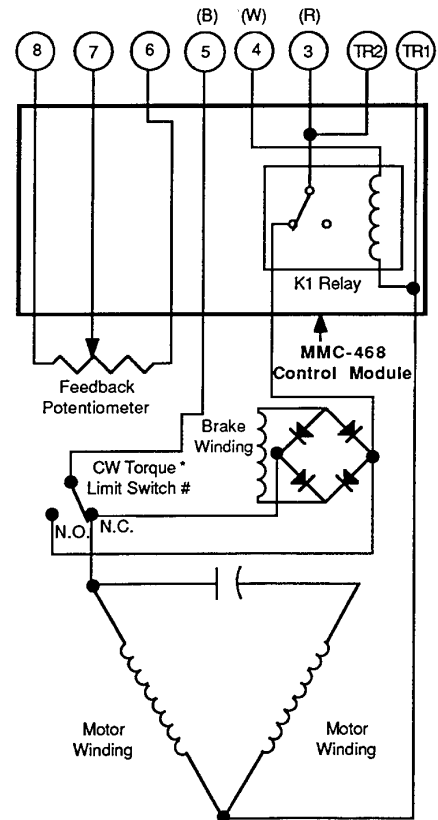 (B) (W) (R)
8 7 6 5 4 3 TR2 TR1
K1 Relay
MMC-468
Control Module
Feedback
Potentiometer
Brake
Winding
CW Torque *
Limit Switch #
N.O. N.C.
Motor
Winding
Motor
Winding